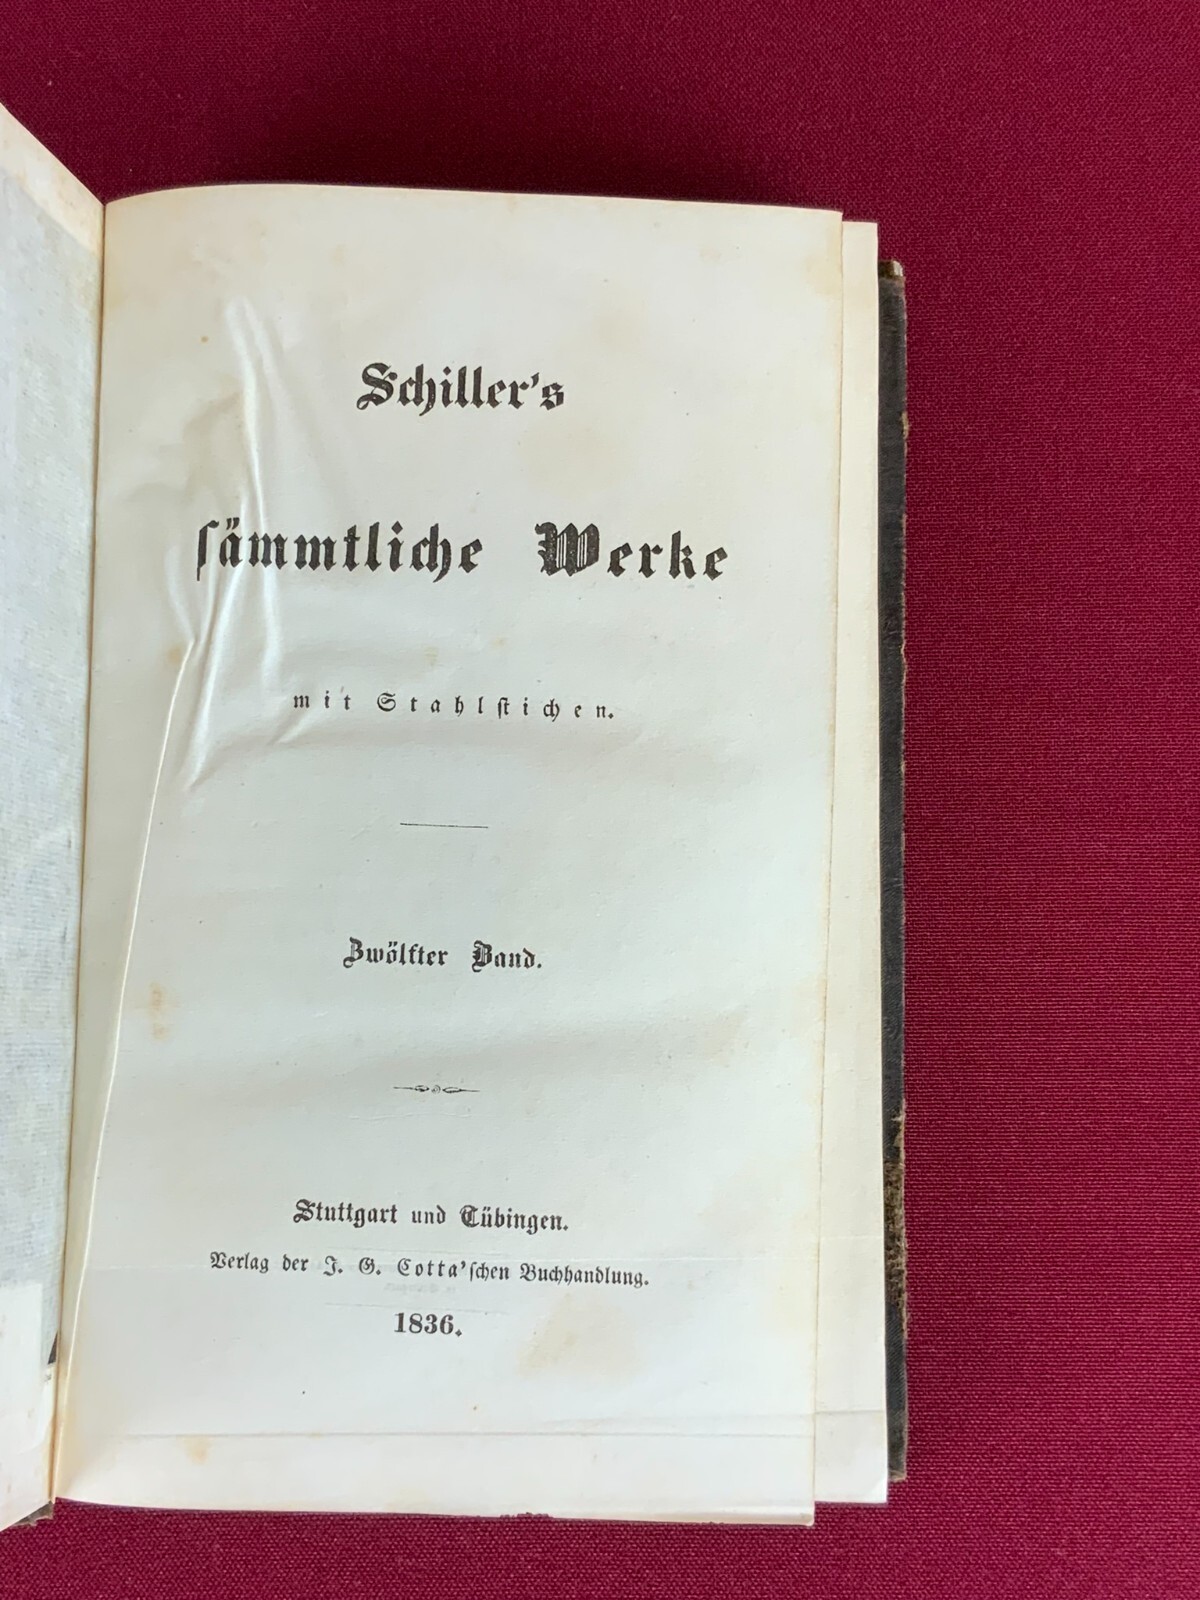 Schiller's
sämmtliche Werke
mit Stahlstichen.
Zwölfter Band.
Stuttgart und Tübingen.
Verlag der J. G. Cotta'schen Buchhandlung.
1836.